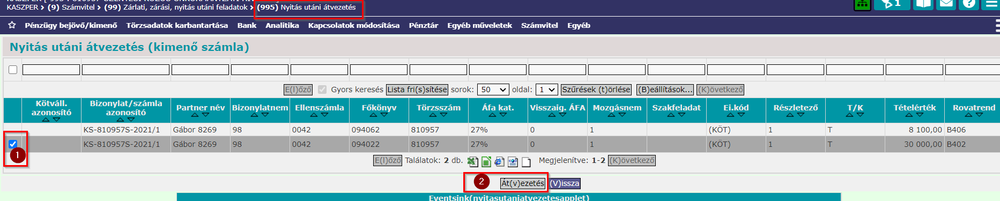 KASZPER > (9) Számvitel > (99) Zárlati, zárási, nyitás utáni feladatok > (995) Nyitás utáni átvezetés
1
Pénzügy bejövő/kimenő Törzsadatok karbantartása Bank Analitika Kapcsolatok módosítása Pénztár Egyéb műveletek Számvitel Egyéb
Nyitás utáni átvezetés (kimenő számla)
E(l)őző Gyors keresés Lista fri(s)sítése sorok: 50 oldal: 1 Szűrések (t)örlése (B)eállítások... (K)övetkező
Kötváll. azonosító Bizonylat/számla azonosító Partner név Bizonylatnem Ellenszámla Főkönyv Törzsszám Áfa kat. Visszaig. ÁFA Mozgásnem Szakfeladat Ei.kód Részletező T/K Tételérték Rovatrend
KS-810957S-2021/1 Gábor 8269 98 0042 094062 810957 27% 0 1 (KÖT) 1 T 8 100,00 B406
KS-810957S-2021/1 Gábor 8269 98 0042 094022 810957 27% 0 1 (KÖT) 1 T 30 000,00 B402
1
E(l)őző Találatok: 2 db. Megjelenítve: 1-2 (K)övetkező
2 Át(v)ezetés (V)issza
Eventsink(nyitasutaniatvezetesapplet)